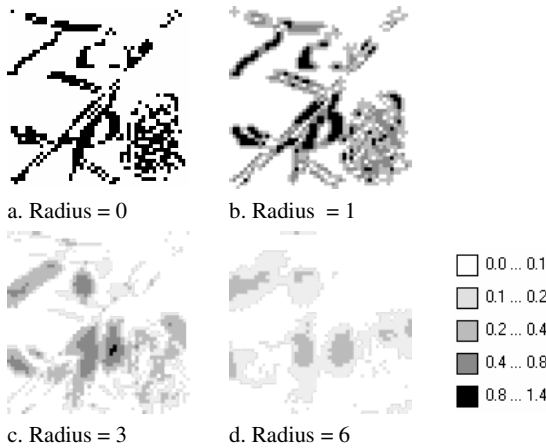 a. Radius = 0
b. Radius = 1
c. Radius = 3
d. Radius = 6
0.0 ... 0.1
0.1 ... 0.2
0.2 ... 0.4
0.4 ... 0.8
0.8 ... 1.4